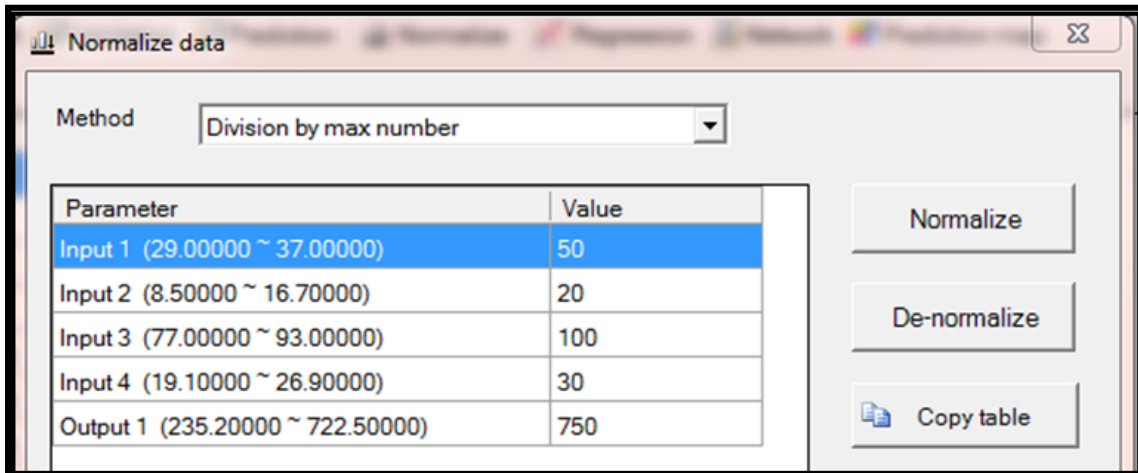 Normalize data
Method Division by max number
Parameter Value
Input 1 (29.00000 ~ 37.00000) 50
Input 2 (8.50000 ~ 16.70000) 20
Input 3 (77.00000 ~ 93.00000) 100
Input 4 (19.10000 ~ 26.90000) 30
Output 1 (235.20000 ~ 722.50000) 750
Normalize
De-normalize
Copy table